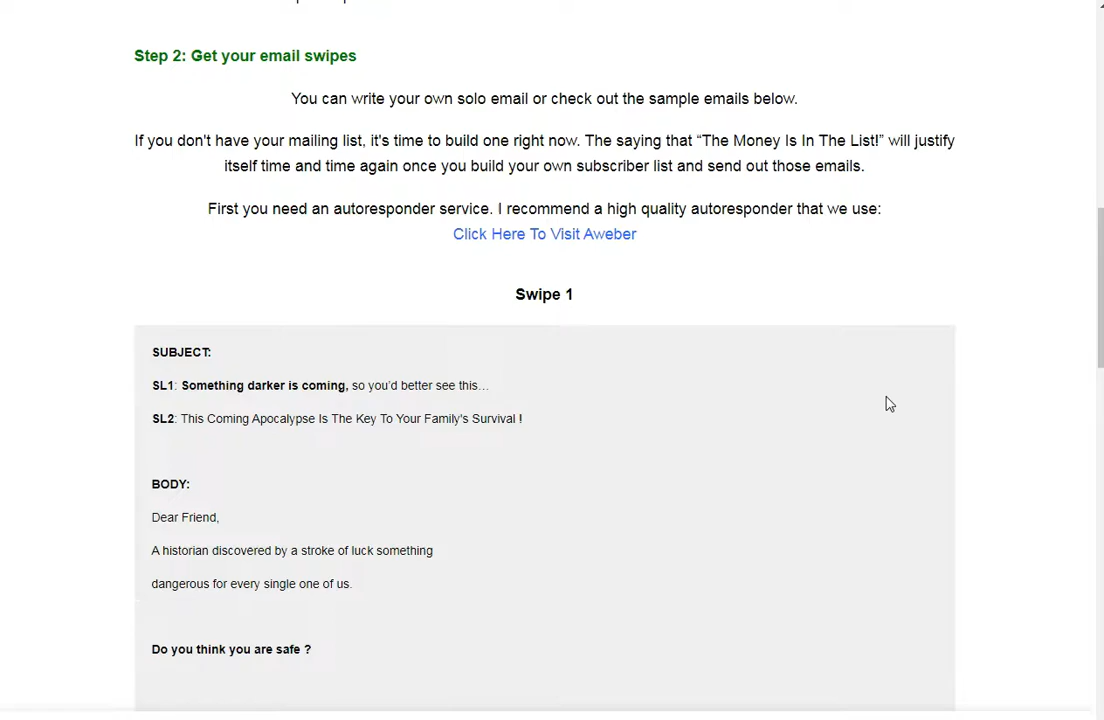 Step 2: Get your email swipes
You can write your own solo email or check out the sample emails below.
If you don't have your mailing list, it's time to build one right now. The saying that “The Money Is In The List!” will justify
itself time and time again once you build your own subscriber list and send out those emails.
First you need an autoresponder service. I recommend a high quality autoresponder that we use:
Click Here To Visit Aweber
Swipe 1
SUBJECT:
SL1: Something darker is coming, so you’d better see this…
SL2: This Coming Apocalypse Is The Key To Your Family's Survival !
BODY:
Dear Friend,
A historian discovered by a stroke of luck something
dangerous for every single one of us.
Do you think you are safe ?